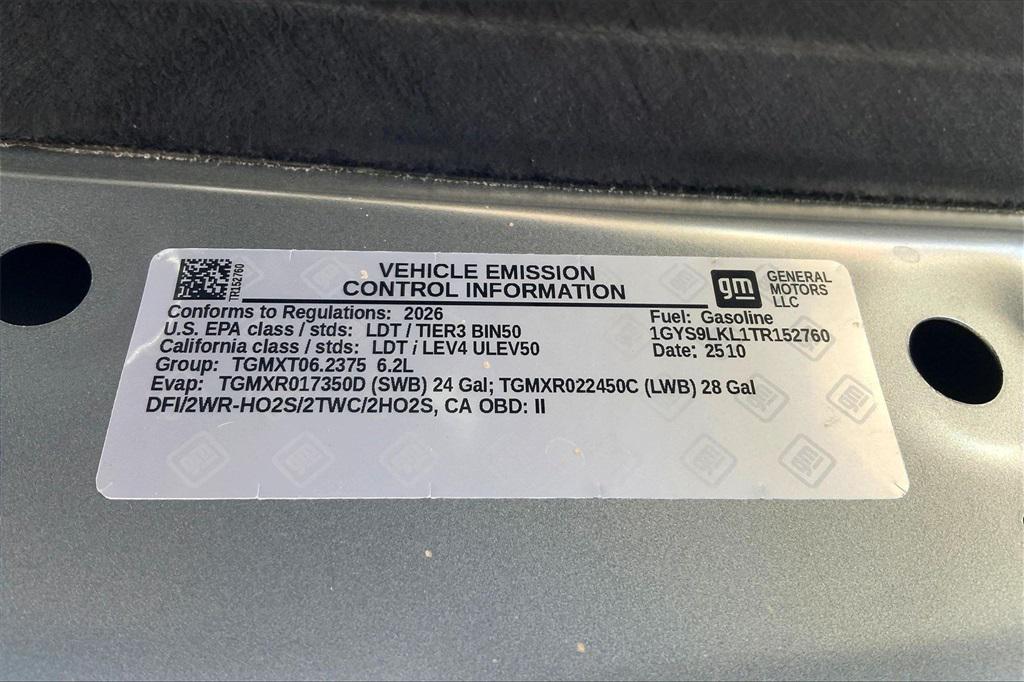 TR152760
VEHICLE EMISSION
CONTROL INFORMATION
gm
GENERAL
MOTORS
LLC
Conforms to Regulations: 2026
U.S. EPA class / stds: LDT / TIER3 BIN50
California class / stds: LDT / LEV4 ULEV50
Group: TGMXT06.2375 6.2L
Evap: TGMXR017350D (SWB) 24 Gal; TGMXR022450C (LWB) 28 Gal
DFI/2WR-HO2S/2TWC/2HO2S, CA OBD: II
Fuel: Gasoline
1GYS9LKL1TR152760
Date: 2510